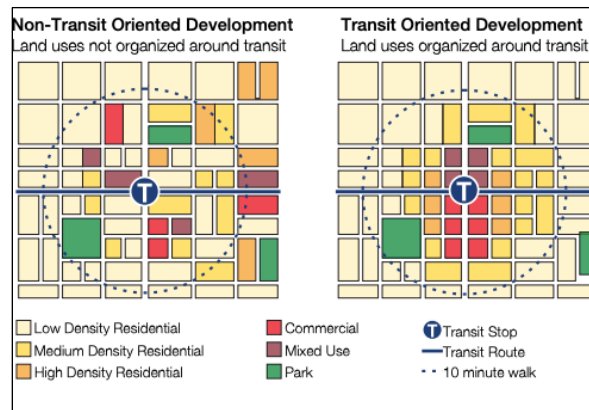 Non-Transit Oriented Development
Land uses not organized around transit
Transit Oriented Development
Land uses organized around transit
T
T
Low Density Residential
Medium Density Residential
High Density Residential
Commercial
Mixed Use
Park
T Transit Stop
Transit Route
10 minute walk